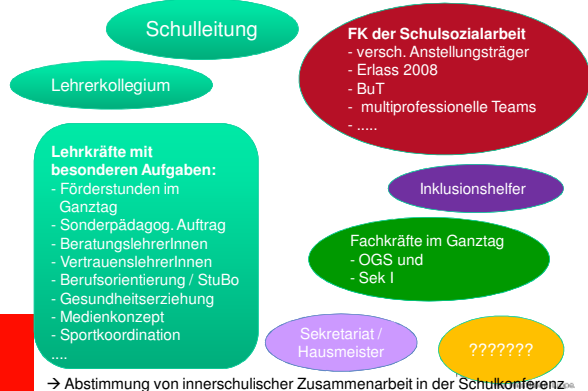 Schulleitung
Lehrerkollegium
FK der Schulsozialarbeit
- versch. Anstellungsträger
- Erlass 2008
- BuT
- multiprofessionelle Teams
- .....
Lehrkräfte mit
besonderen Aufgaben:
- Förderstunden im
Ganztag
- Sonderpädagog. Auftrag
- BeratungslehrerInnen
- VertrauenslehrerInnen
- Berufsorientierung / StuBo
- Gesundheitserziehung
- Medienkonzept
- Sportkoordination
....
Inklusionshelfer
Fachkräfte im Ganztag
- OGS und
- Sek I
Sekretariat /
Hausmeister
???????
→ Abstimmung von innerschulischer Zusammenarbeit in der Schulkonferenz